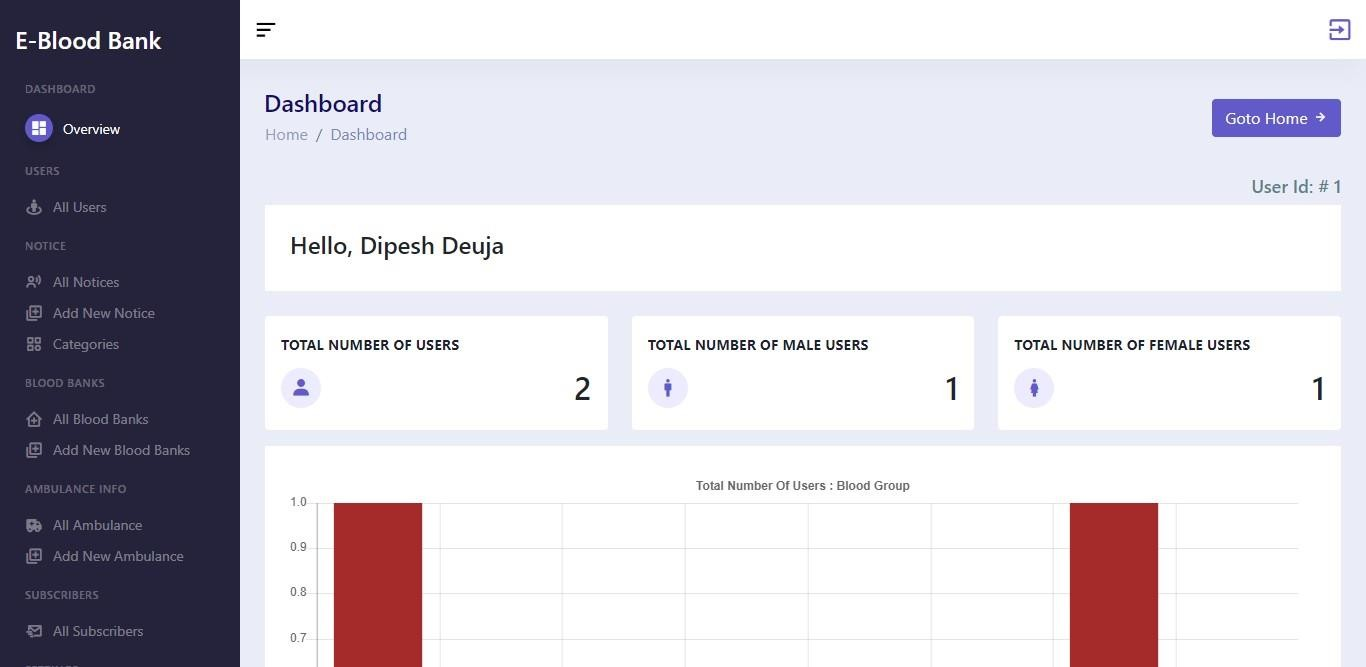 E-Blood Bank
DASHBOARD
Overview
USERS
All Users
NOTICE
All Notices
Add New Notice
Categories
BLOOD BANKS
All Blood Banks
Add New Blood Banks
AMBULANCE INFO
All Ambulance
Add New Ambulance
SUBSCRIBERS
All Subscribers
Dashboard
Home / Dashboard
Goto Home
User Id: # 1
Hello, Dipesh Deuja
TOTAL NUMBER OF USERS
2
TOTAL NUMBER OF MALE USERS
1
TOTAL NUMBER OF FEMALE USERS
1
Total Number Of Users : Blood Group
1.0
0.9
0.8
0.7